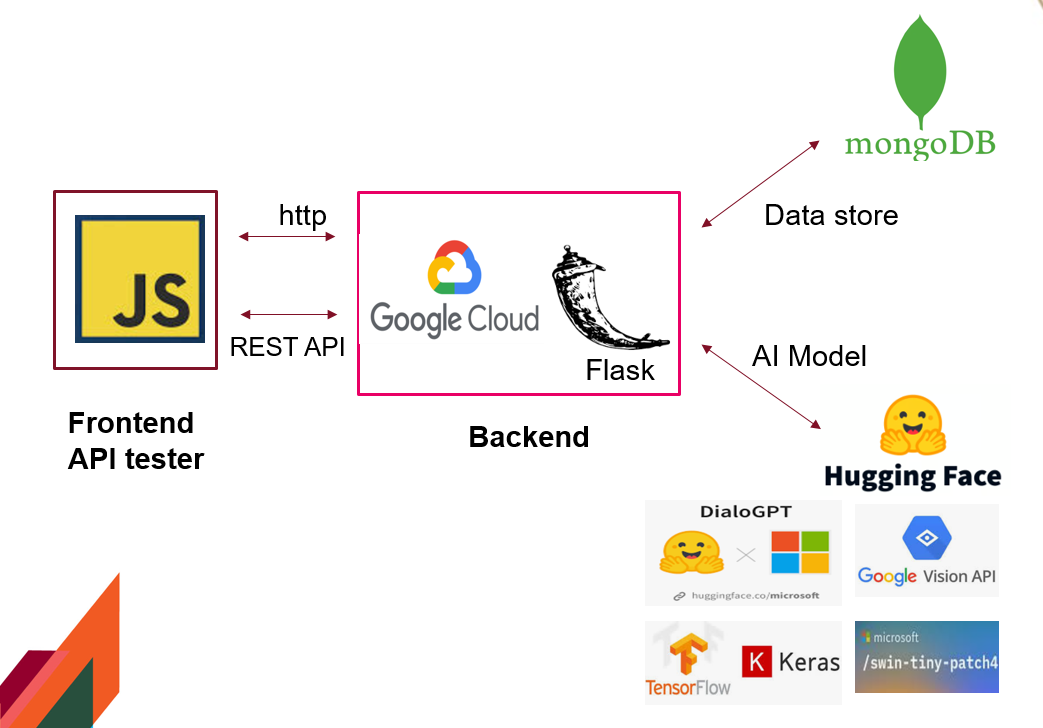 mongoDB
Data store
http
JS
REST API
Google Cloud
Flask
Frontend
API tester
Backend
AI Model
Hugging Face
DialoGPT
huggingface.co/microsoft
Google Vision API
TensorFlow
K Keras
microsoft
/swin-tiny-patch4